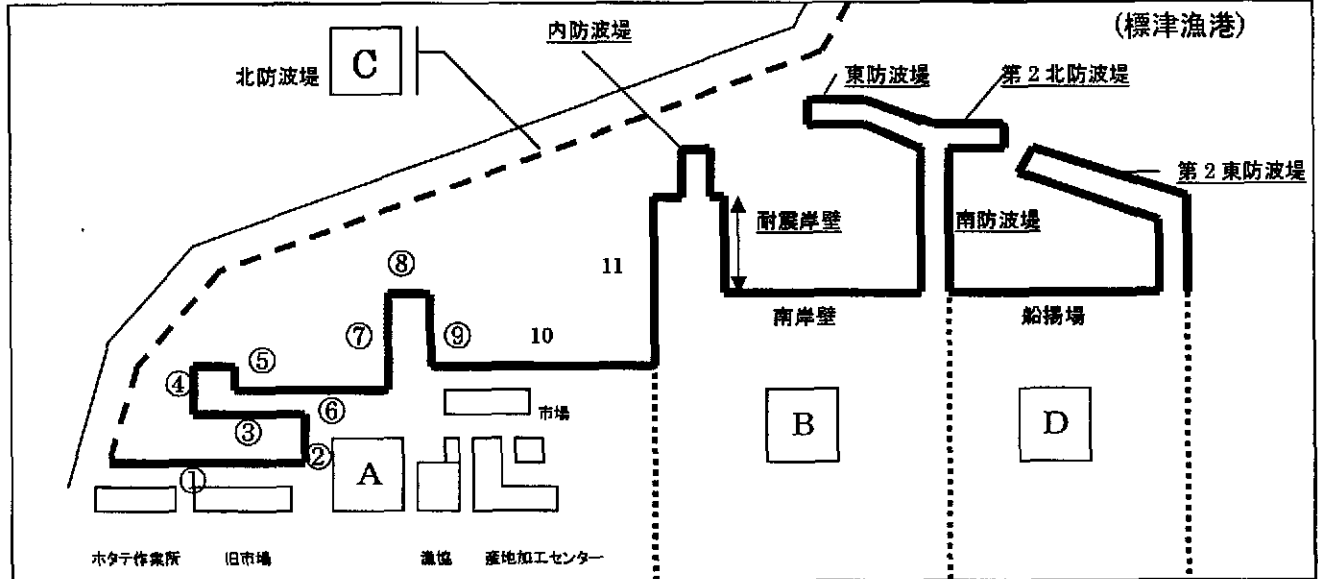 (標津漁港)
内防波堤
北防波堤
C
東防波堤
第2北防波堤
第2東防波堤
耐震岸壁
南防波堤
⑧
11
南岸壁
船揚場
⑦
⑨
10
⑤
④
⑥
市場
③
②
A
B
D
①
ホタテ作業所
旧市場
漁協
産地加工センター